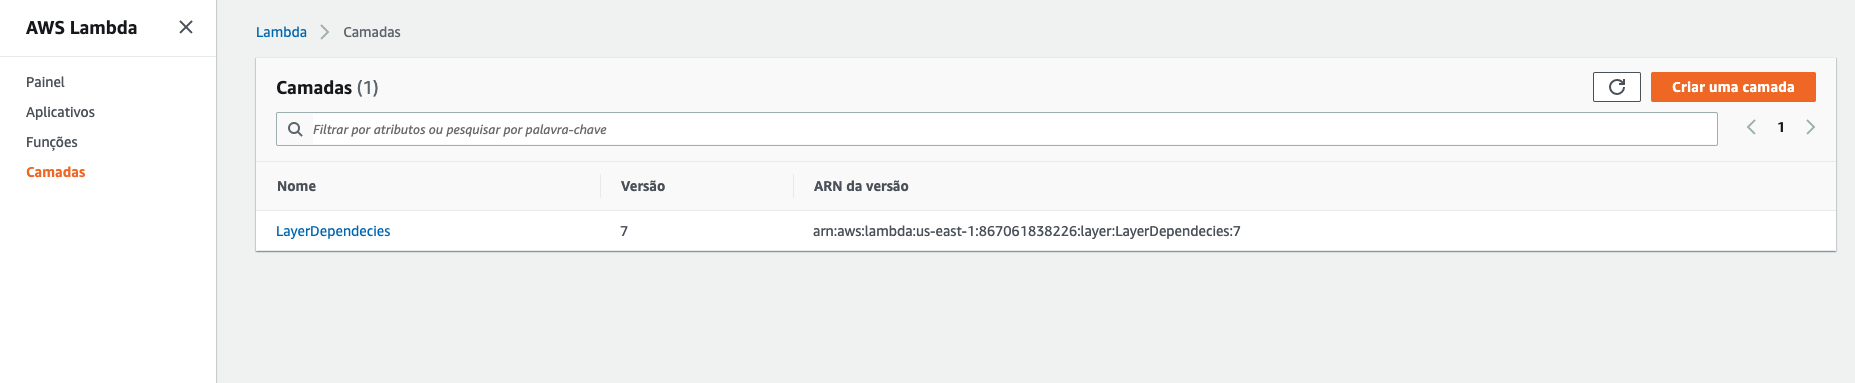 AWS Lambda
Painel
Aplicativos
Funções
Camadas
Lambda > Camadas
Camadas (1)
Criar uma camada
Filtrar por atributos ou pesquisar por palavra-chave
1
Nome Versão ARN da versão
LayerDependecies 7 arn:aws:lambda:us-east-1:867061838226:layer:LayerDependecies:7